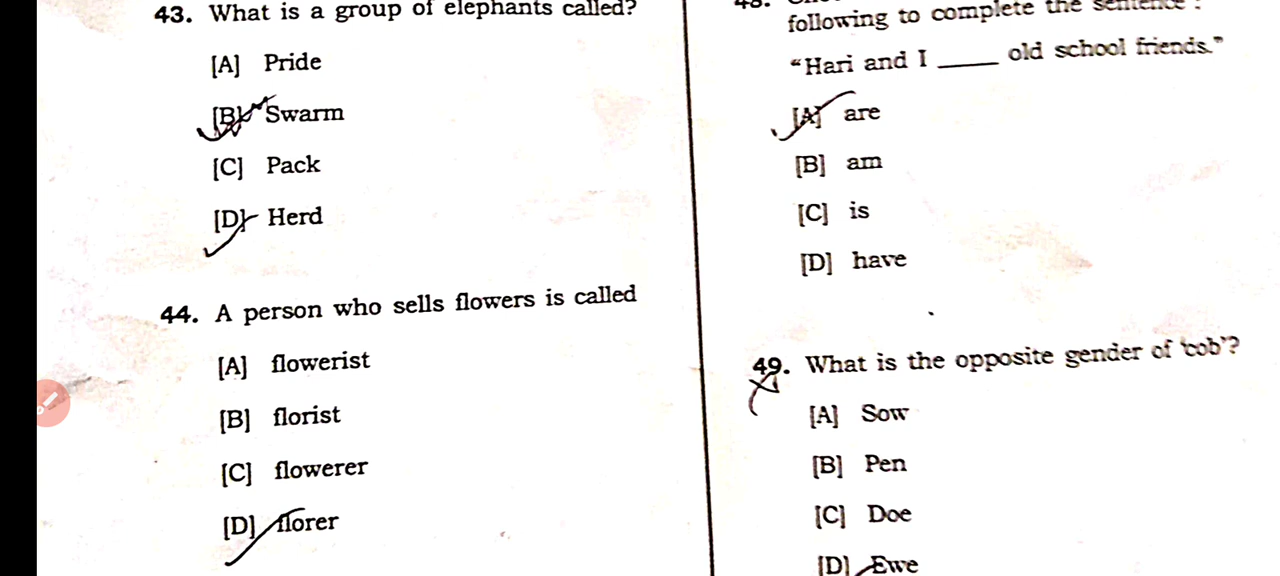 43. What is a group of elephants called?
[A] Pride
[B] Swarm
[C] Pack
[D] Herd
44. A person who sells flowers is called
[A] flowerist
[B] florist
[C] flowerer
[D] florer
following to complete the sentence :
“Hari and I ____ old school friends.”
[A] are
[B] am
[C] is
[D] have
49. What is the opposite gender of ‘cob’?
[A] Sow
[B] Pen
[C] Doe
[D] Ewe